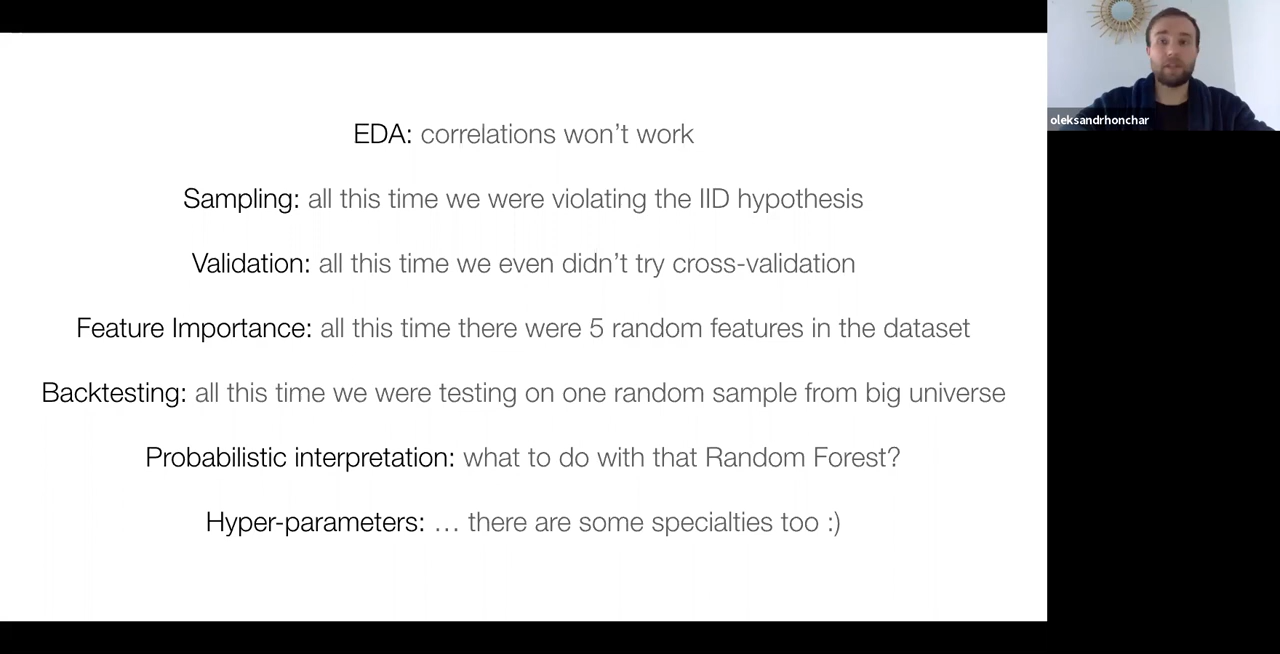 EDA: correlations won’t work
Sampling: all this time we were violating the IID hypothesis
Validation: all this time we even didn’t try cross-validation
Feature Importance: all this time there were 5 random features in the dataset
Backtesting: all this time we were testing on one random sample from big universe
Probabilistic interpretation: what to do with that Random Forest?
Hyper-parameters: … there are some specialties too :)
oleksandrhonchar